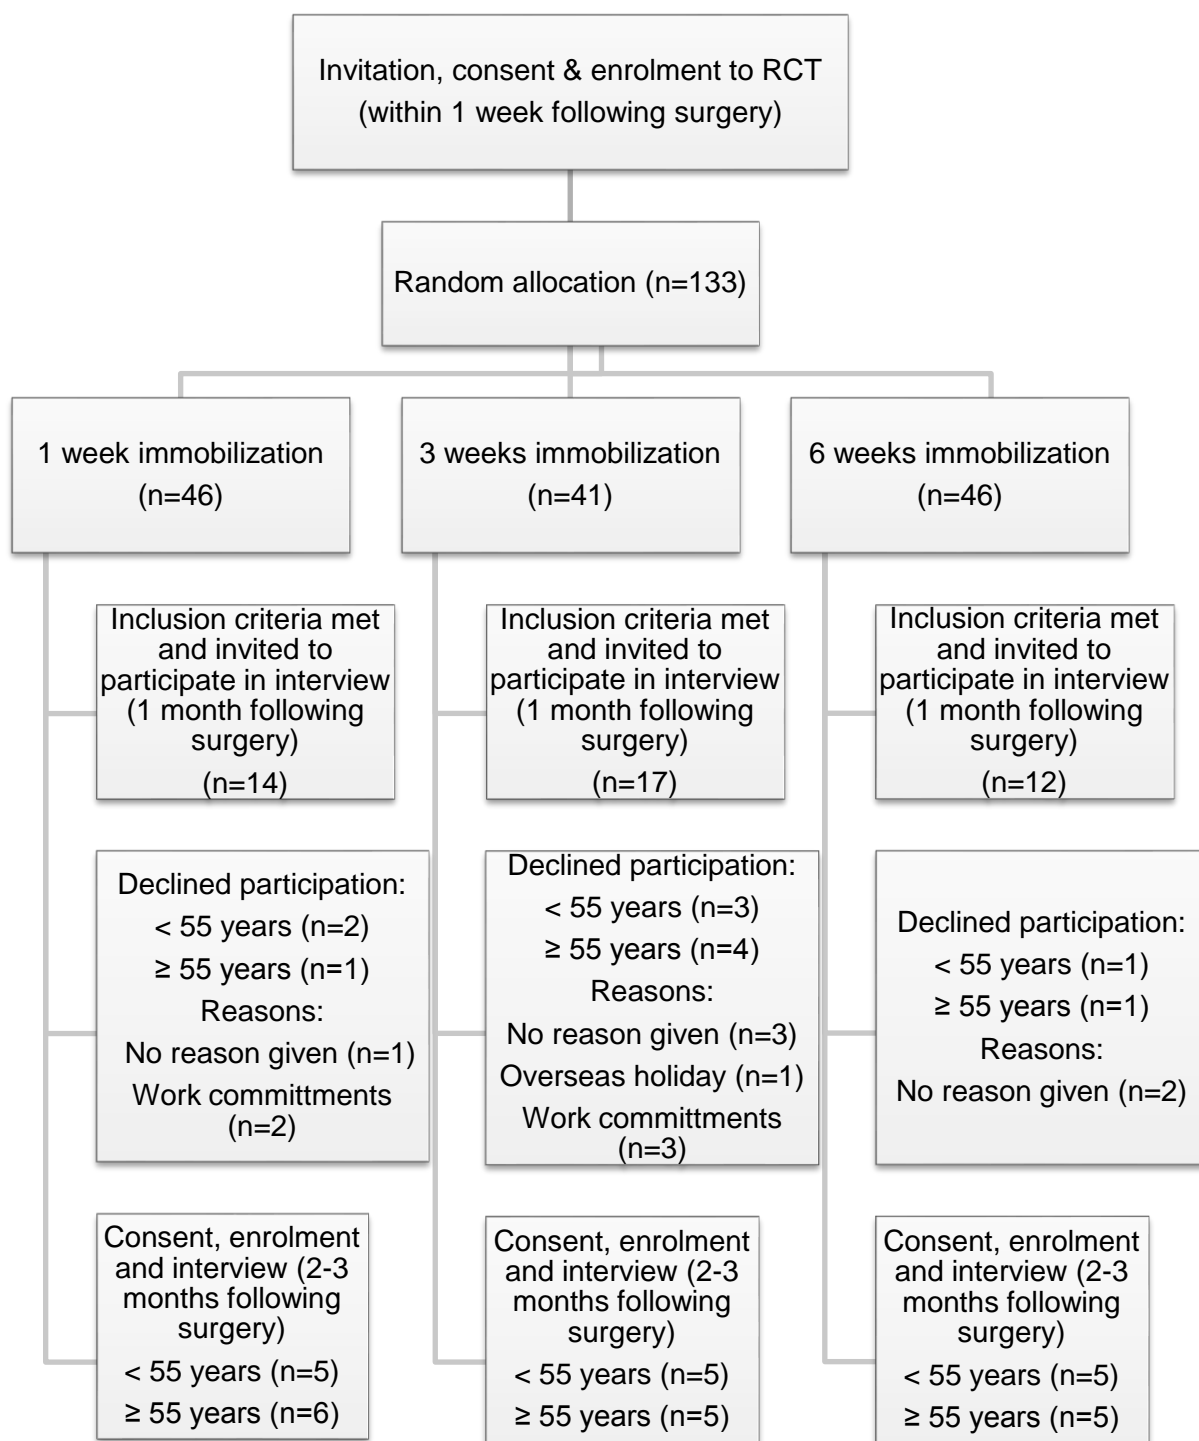 Invitation, consent & enrolment to RCT
(within 1 week following surgery)
Random allocation (n=133)
1 week immobilization
(n=46)
3 weeks immobilization
(n=41)
6 weeks immobilization
(n=46)
Inclusion criteria met
and invited to
participate in interview
(1 month following
surgery)
(n=14)
Inclusion criteria met
and invited to
participate in interview
(1 month following
surgery)
(n=17)
Inclusion criteria met
and invited to
participate in interview
(1 month following
surgery)
(n=12)
Declined participation:
< 55 years (n=2)
≥ 55 years (n=1)
Reasons:
No reason given (n=1)
Work committments
(n=2)
Declined participation:
< 55 years (n=3)
≥ 55 years (n=4)
Reasons:
No reason given (n=3)
Overseas holiday (n=1)
Work committments
(n=3)
Declined participation:
< 55 years (n=1)
≥ 55 years (n=1)
Reasons:
No reason given (n=2)
Consent, enrolment
and interview (2-3
months following
surgery)
< 55 years (n=5)
≥ 55 years (n=6)
Consent, enrolment
and interview (2-3
months following
surgery)
< 55 years (n=5)
≥ 55 years (n=5)
Consent, enrolment
and interview (2-3
months following
surgery)
< 55 years (n=5)
≥ 55 years (n=5)